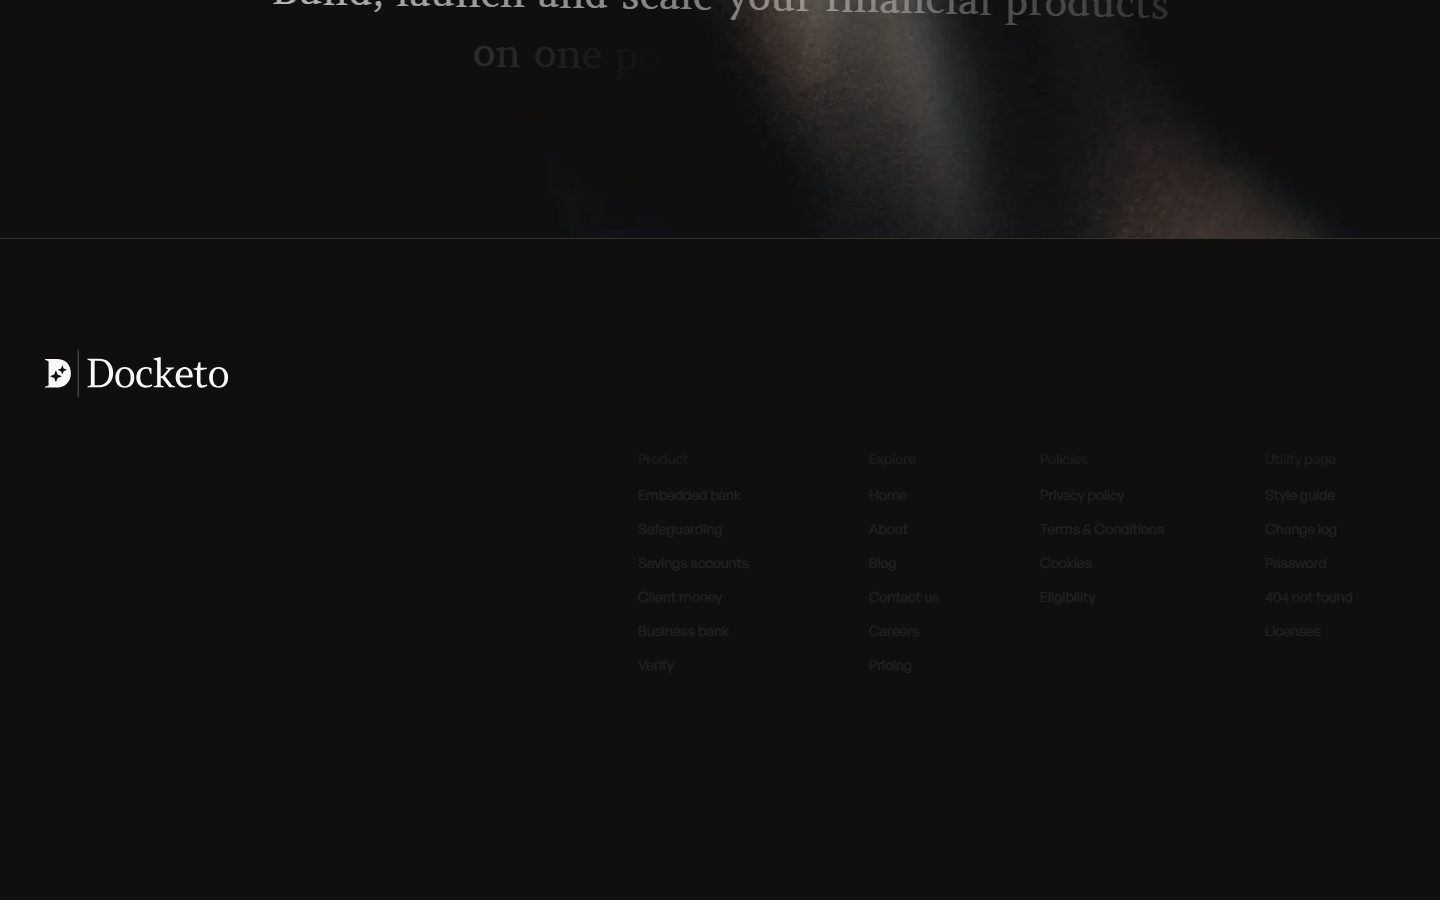 Build, launch and scale your financial products
on one p
Docketo
Product
Embedded bank
Safeguarding
Savings accounts
Client money
Business bank
Verify
Explore
Home
About
Blog
Contact us
Careers
Pricing
Policies
Privacy policy
Terms & Conditions
Cookies
Eligibility
Utility page
Style guide
Change log
Password
404 not found
Licenses